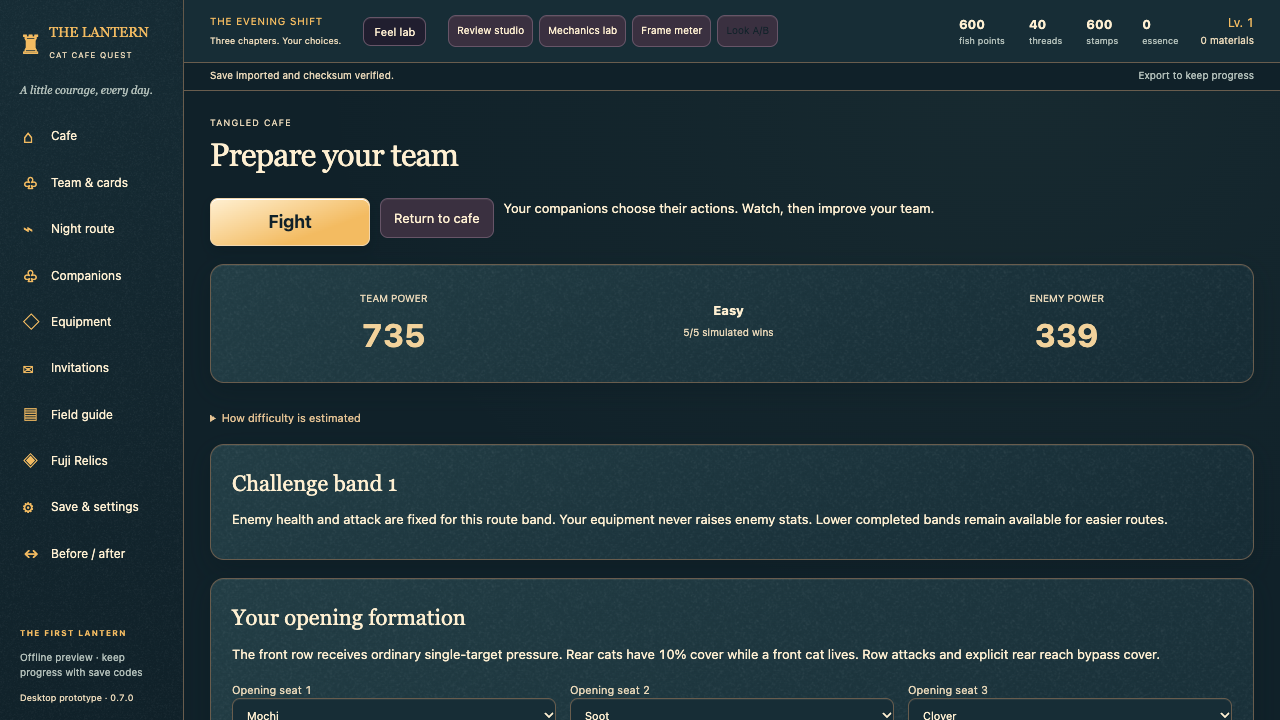 THE LANTERN
CAT CAFE QUEST
A little courage, every day.
Cafe
Team & cards
Night route
Companions
Equipment
Invitations
Field guide
Fuji Relics
Save & settings
Before / after
THE FIRST LANTERN
Offline preview · keep
progress with save codes
Desktop prototype · 0.7.0
THE EVENING SHIFT
Three chapters. Your choices.
Feel lab
Review studio
Mechanics lab
Frame meter
Look A/B
600
fish points
40
threads
600
stamps
0
essence
Lv. 1
0 materials
Save imported and checksum verified.
Export to keep progress
TANGLED CAFE
Prepare your team
Fight
Return to cafe
Your companions choose their actions. Watch, then improve your team.
TEAM POWER
735
Easy
5/5 simulated wins
ENEMY POWER
339
How difficulty is estimated
Challenge band 1
Enemy health and attack are fixed for this route band. Your equipment never raises enemy stats. Lower completed bands remain available for easier routes.
Your opening formation
The front row receives ordinary single-target pressure. Rear cats have 10% cover while a front cat lives. Row attacks and explicit rear reach bypass cover.
Opening seat 1
Opening seat 2
Opening seat 3
Mochi
Soot
Clover